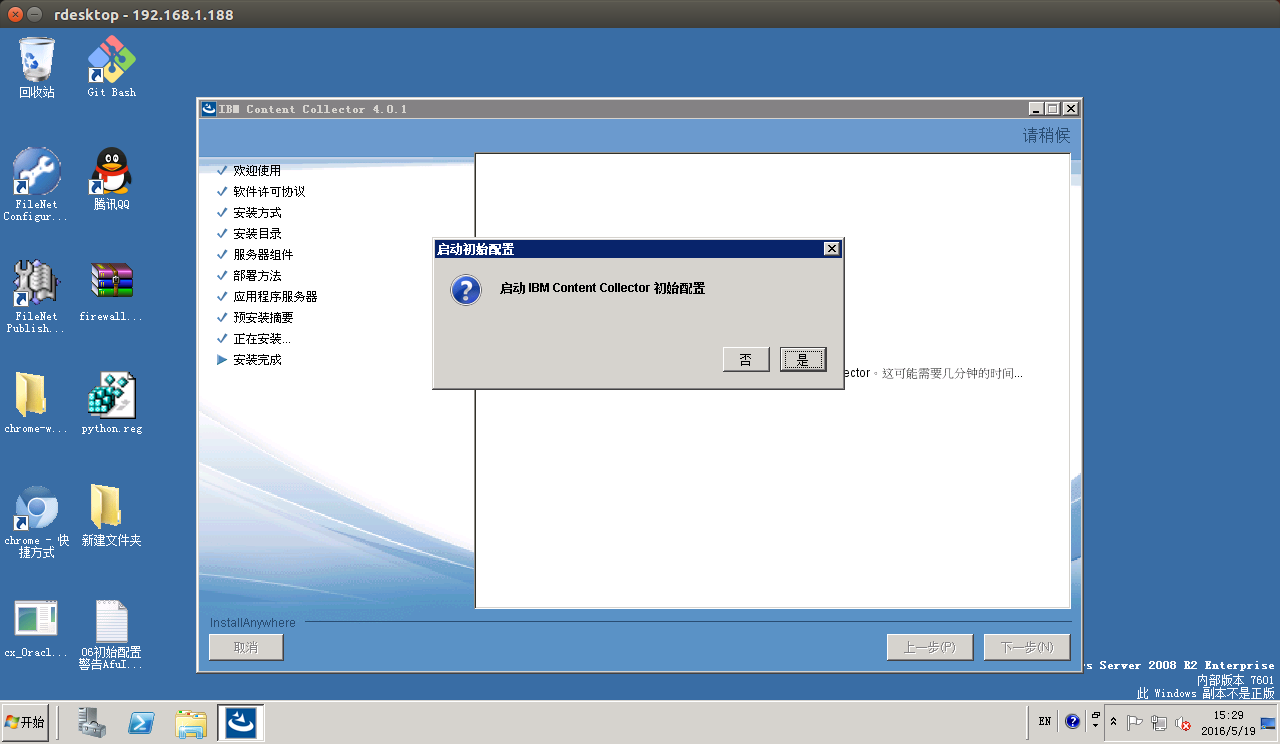 rdesktop - 192.168.1.188
回收站
Git Bash
FileNet
Configur...
腾讯QQ
FileNet
Publish...
firewall...
chrome-w...
python.reg
chrome - 快
捷方式
新建文件夹
cx_Oracl...
06初始配置
警告AfuI...
IBM Content Collector 4.0.1
请稍候
欢迎使用
软件许可协议
安装方式
安装目录
服务器组件
部署方法
应用程序服务器
预安装摘要
正在安装...
安装完成
启动初始配置
启动 IBM Content Collector 初始配置
否
是
ector。这可能需要几分钟的时间...
InstallAnywhere
取消
上一步(P)
下一步(N)
s Server 2008 R2 Enterprise
内部版本 7601
此 Windows 副本不是正版
开始
EN
15:29
2016/5/19